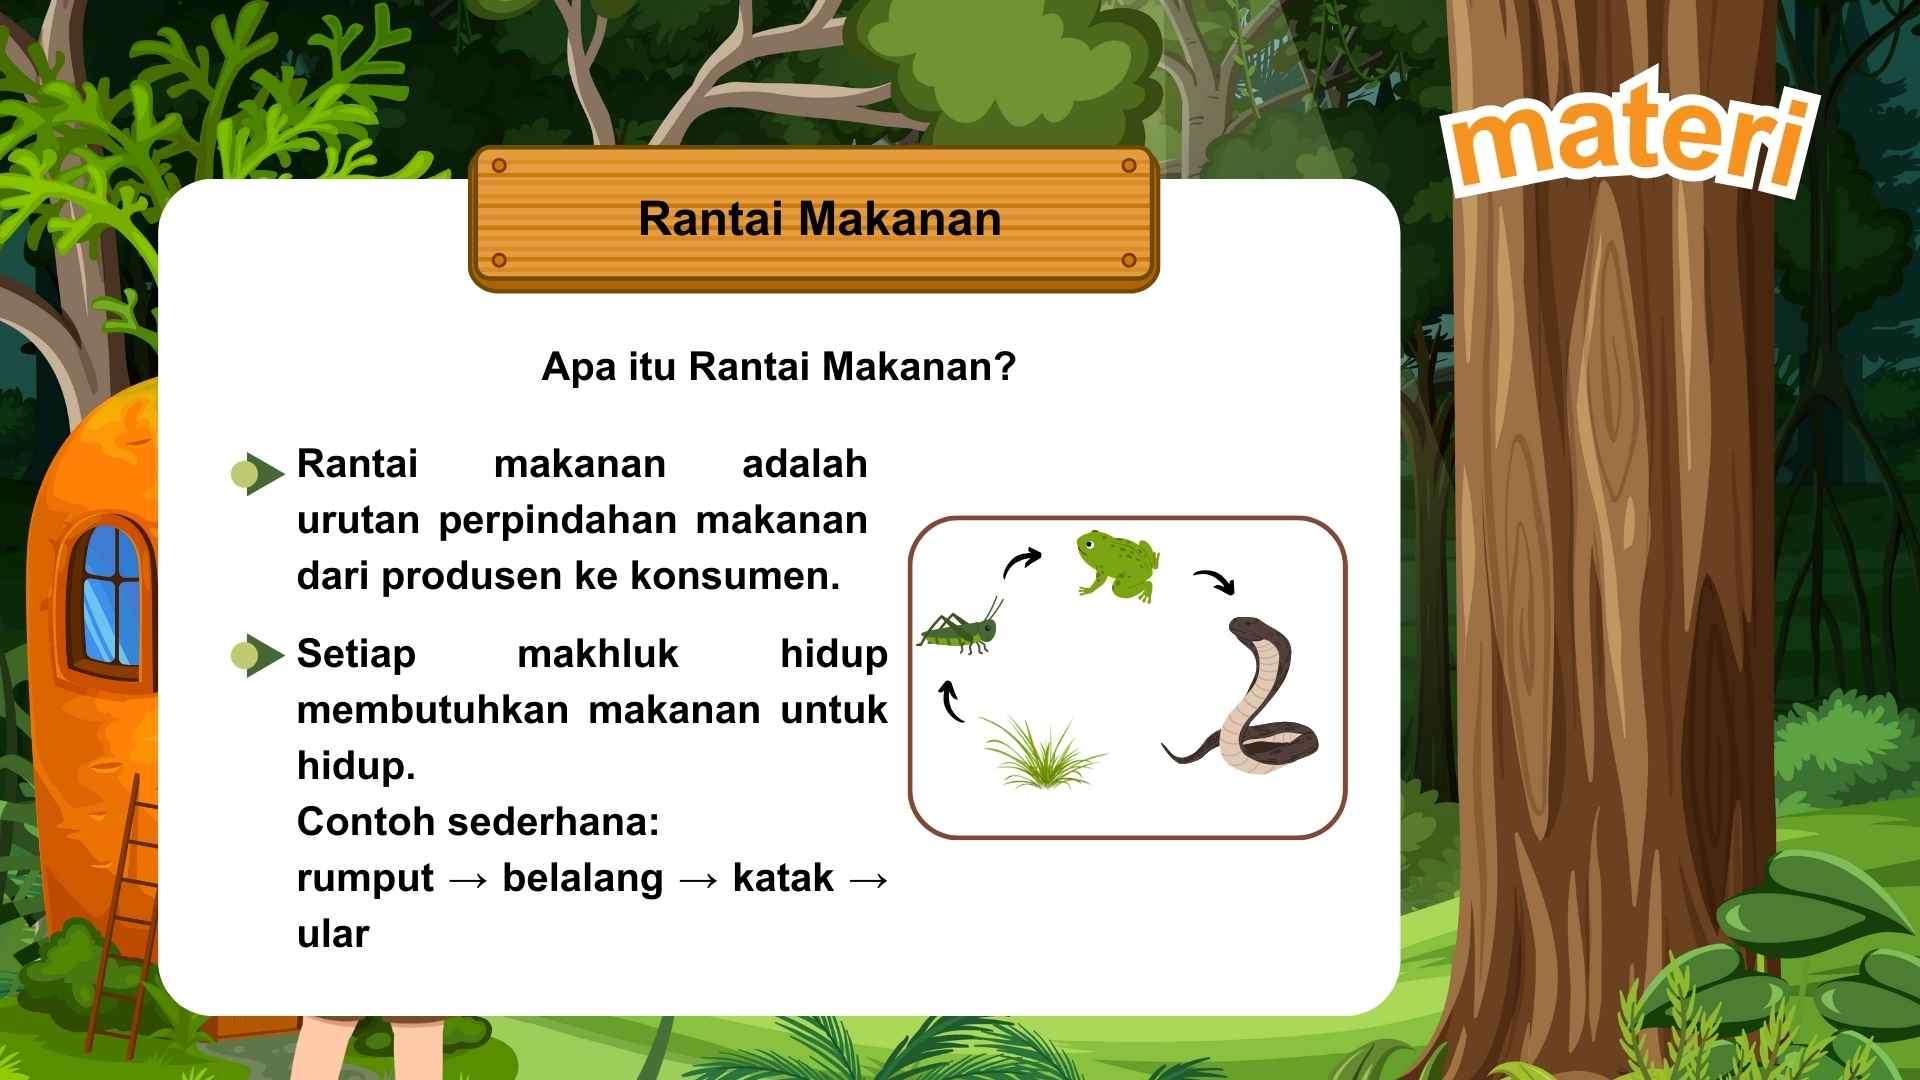 materi
Rantai Makanan
Apa itu Rantai Makanan?
Rantai makanan adalah
urutan perpindahan makanan
dari produsen ke konsumen.
Setiap makhluk hidup
membutuhkan makanan untuk
hidup.
Contoh sederhana:
rumput → belalang → katak →
ular